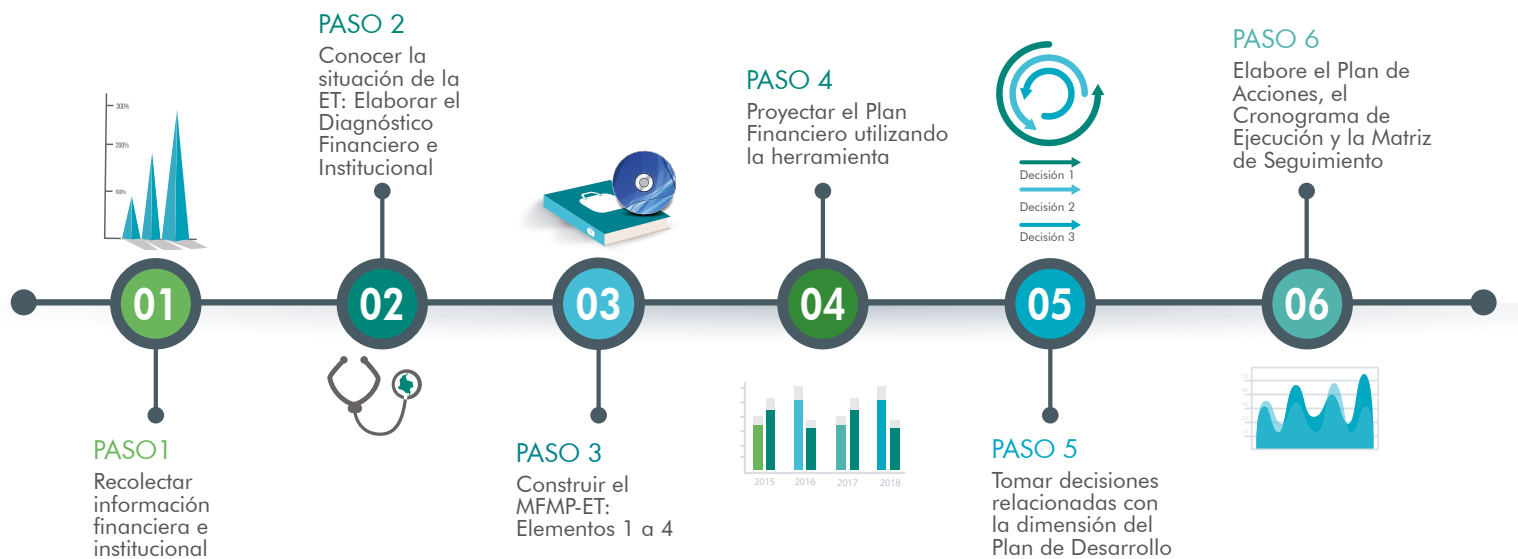 PASO1
Recolectar
información
financiera e
institucional
300%
200%
100%
01
PASO 2
Conocer la
situación de la
ET: Elaborar el
Diagnóstico
Financiero e
Institucional
02
03
PASO 3
Construir el
MFMP-ET:
Elementos 1 a 4
PASO 4
Proyectar el Plan
Financiero utilizando
la herramienta
04
2015 2016 2017 2018
Decisión 1
Decisión 2
Decisión 3
05
PASO 5
Tomar decisiones
relacionadas con
la dimensión del
Plan de Desarrollo
PASO 6
Elabore el Plan de
Acciones, el
Cronograma de
Ejecución y la Matriz
de Seguimiento
06